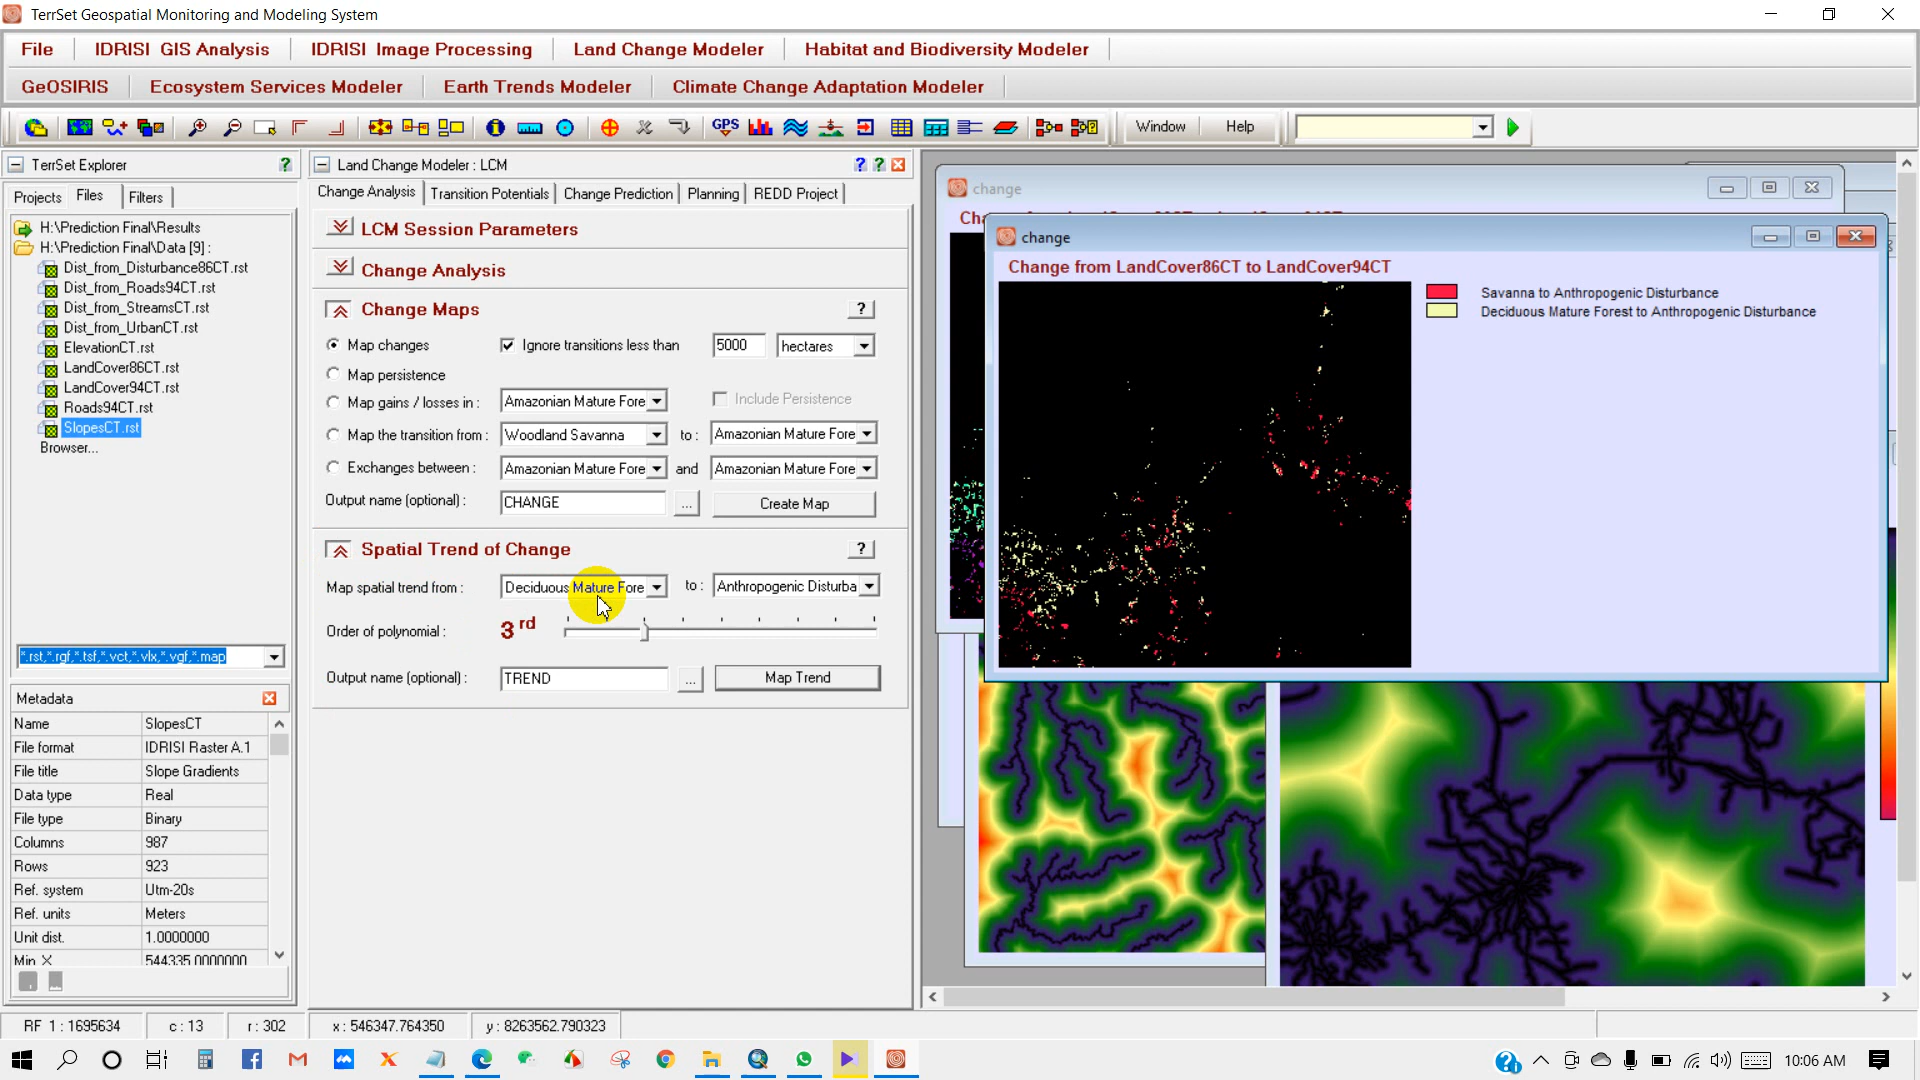 TerrSet Geospatial Monitoring and Modeling System
File
IDRISI GIS Analysis
IDRISI Image Processing
Land Change Modeler
Habitat and Biodiversity Modeler
GeOSIRIS
Ecosystem Services Modeler
Earth Trends Modeler
Climate Change Adaptation Modeler
GPS
Window
Help
TerrSet Explorer
?
Projects
Files
Filters
H:\Prediction Final\Results
H:\Prediction Final\Data [9] :
Dist_from_Disturbance86CT.rst
Dist_from_Roads94CT.rst
Dist_from_StreamsCT.rst
Dist_from_UrbanCT.rst
ElevationCT.rst
LandCover86CT.rst
LandCover94CT.rst
Roads94CT.rst
SlopesCT.rst
Browser...
*.rst,*.rgf,*.tsf,*.vct,*.vlx,*.vgf,*.map
Metadata
Name SlopesCT
File format IDRISI Raster A.1
File title Slope Gradients
Data type Real
File type Binary
Columns 987
Rows 923
Ref. system Utm-20s
Ref. units Meters
Unit dist. 1.0000000
Min X 544335.0000000
Land Change Modeler : LCM
? ?
Change Analysis
Transition Potentials
Change Prediction
Planning
REDD Project
LCM Session Parameters
Change Analysis
Change Maps
?
Map changes
Ignore transitions less than
5000
hectares
Map persistence
Map gains / losses in :
Amazonian Mature Fore
Include Persistence
Map the transition from :
Woodland Savanna
to :
Amazonian Mature Fore
Exchanges between :
Amazonian Mature Fore
and
Amazonian Mature Fore
Output name (optional) :
CHANGE
...
Create Map
Spatial Trend of Change
?
Map spatial trend from :
Deciduous Mature Fore
to :
Anthropogenic Disturba
Order of polynomial :
3 rd
Output name (optional) :
TREND
...
Map Trend
change
change
Change from LandCover86CT to LandCover94CT
Savanna to Anthropogenic Disturbance
Deciduous Mature Forest to Anthropogenic Disturbance
RF 1 : 1695634
c : 13
r : 302
x : 546347.764350
y : 8263562.790323
10:06 AM